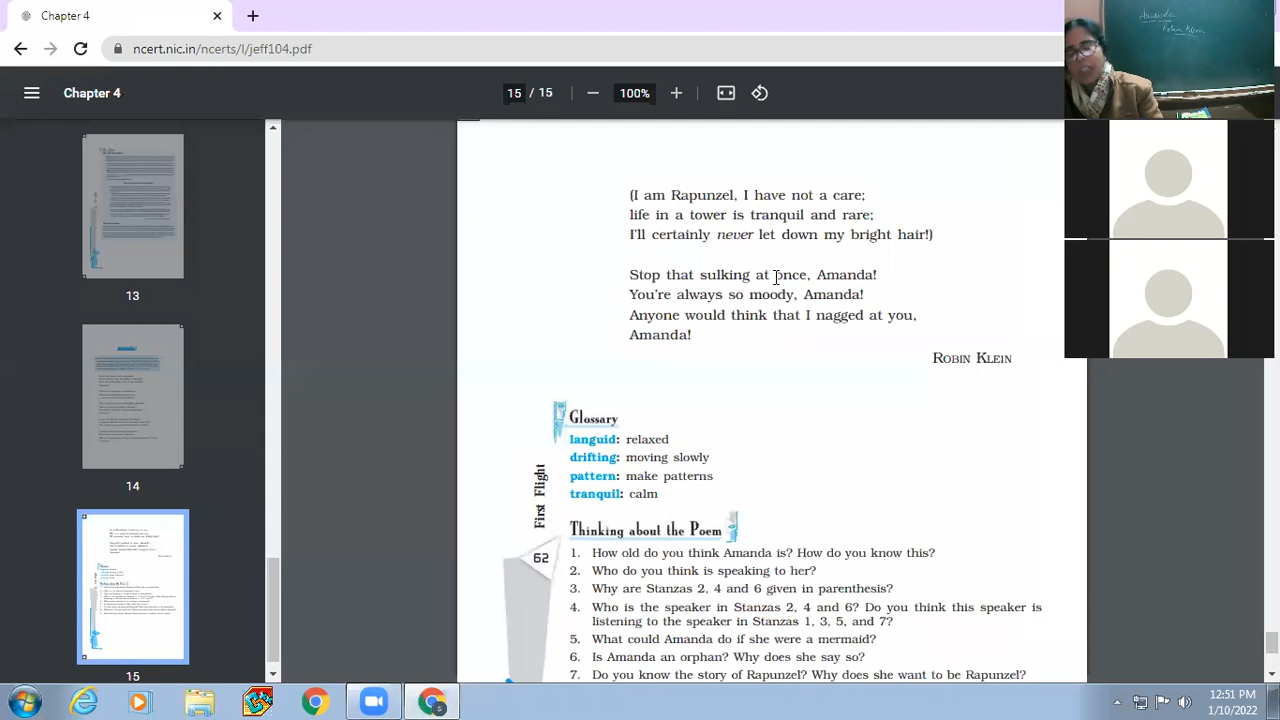 Chapter 4
ncert.nic.in/ncerts/l/jeff104.pdf
Chapter 4
15 / 15
100%
Amanda
Robin Klein
13
14
15
(I am Rapunzel, I have not a care;
life in a tower is tranquil and rare;
I'll certainly never let down my bright hair!)
Stop that sulking at once, Amanda!
You're always so moody, Amanda!
Anyone would think that I nagged at you,
Amanda!
ROBIN KLEIN
Glossary
languid: relaxed
drifting: moving slowly
pattern: make patterns
tranquil: calm
First Flight
62
Thinking about the Poem
1. How old do you think Amanda is? How do you know this?
2. Who do you think is speaking to her?
3. Why are Stanzas 2, 4 and 6 given in parenthesis?
4. Who is the speaker in Stanzas 2, 4 and 6? Do you think this speaker is
listening to the speaker in Stanzas 1, 3, 5, and 7?
5. What could Amanda do if she were a mermaid?
6. Is Amanda an orphan? Why does she say so?
7. Do you know the story of Rapunzel? Why does she want to be Rapunzel?
12:51 PM
1/10/2022